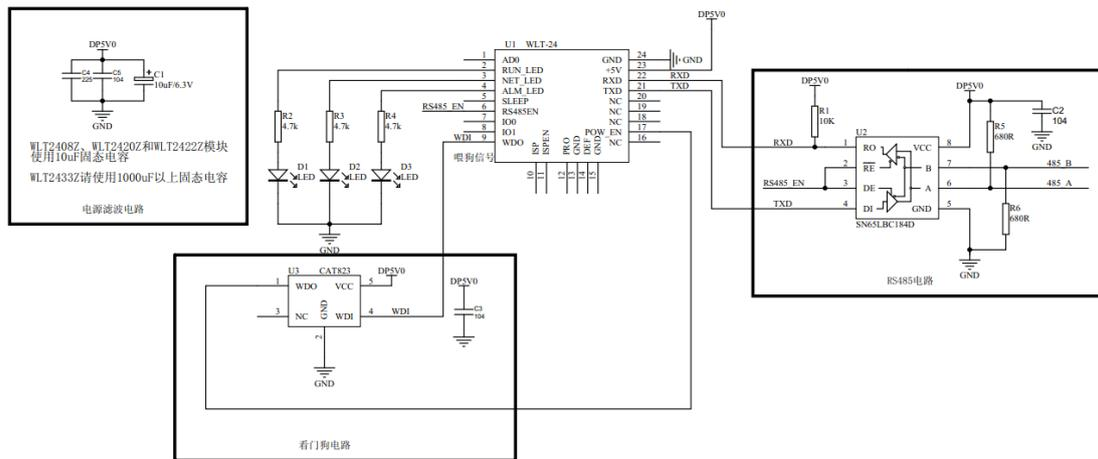 DP5V0
C4
225
C5
104
C1
10uF/6.3V
GND
WLT2408Z、WLT2420Z和WLT2422Z模块
使用10uF固态电容
WLT2433Z请使用1000uF以上固态电容
电源滤波电路
U1 WLT-24
1 AD0
2 RUN_LED
3 NET_LED
4 ALM_LED
5 SLEEP
RS485_EN 6 RS485EN
7 IO0
8 IO1
WDI 9 WDO
喂狗信号
ISP 10
ISPEN 11
PRO 12
GND 13
DEF 14
GND 15
GND 24 GND
+5V 23
RXD 22 RXD
TXD 21 TXD
NC 20
NC 19
NC 18
POW_EN 17
NC 16
DP5V0
R2
4.7k
R3
4.7k
R4
4.7k
D1
LED
D2
LED
D3
LED
GND
U3 CAT823
1 WDO
3 NC
GND 2
VCC 5
WDI 4 WDI
DP5V0
GND
DP5V0
C3
104
看门狗电路
DP5V0
R1
10K
RXD
RS485_EN
TXD
U2
1 RO
2 RE
3 DE
4 DI
VCC 8
B 7
A 6
GND 5
SN65LBC184D
DP5V0
R5
680R
C2
104
GND
485_B
485_A
R6
680R
GND
RS485电路